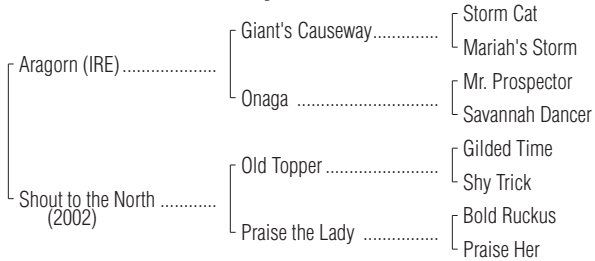 Storm Cat
Giant's Causeway..............
Mariah's Storm
Aragorn (IRE)....................
Mr. Prospector
Onaga ..............................
Savannah Dancer
Gilded Time
Old Topper........................
Shy Trick
Shout to the North ............
(2002)
Bold Ruckus
Praise the Lady ................
Praise Her